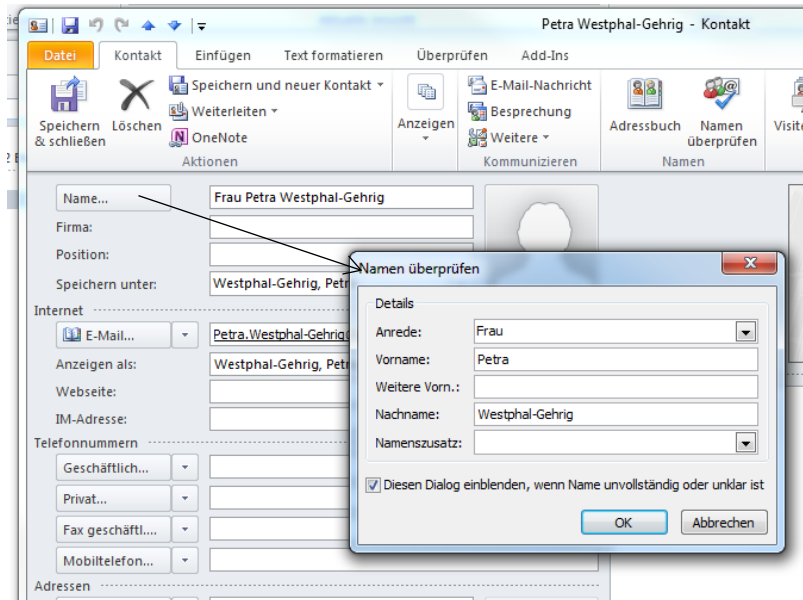 Petra Westphal-Gehrig - Kontakt
Datei Kontakt Einfügen Text formatieren Überprüfen Add-Ins
Speichern & schließen
Löschen
Speichern und neuer Kontakt
Weiterleiten
OneNote
Aktionen
Anzeigen
E-Mail-Nachricht
Besprechung
Weitere
Kommunizieren
Adressbuch
Namen überprüfen
Namen
Name... Frau Petra Westphal-Gehrig
Firma:
Position:
Speichern unter: Westphal-Gehrig, Petr
Internet
E-Mail... Petra.Westphal-Gehrig
Anzeigen als: Westphal-Gehrig, Petr
Webseite:
IM-Adresse:
Telefonnummern
Geschäftlich...
Privat...
Fax geschäftl....
Mobiltelefon...
Adressen
Namen überprüfen
Details
Anrede: Frau
Vorname: Petra
Weitere Vorn.:
Nachname: Westphal-Gehrig
Namenszusatz:
Diesen Dialog einblenden, wenn Name unvollständig oder unklar ist
OK Abbrechen